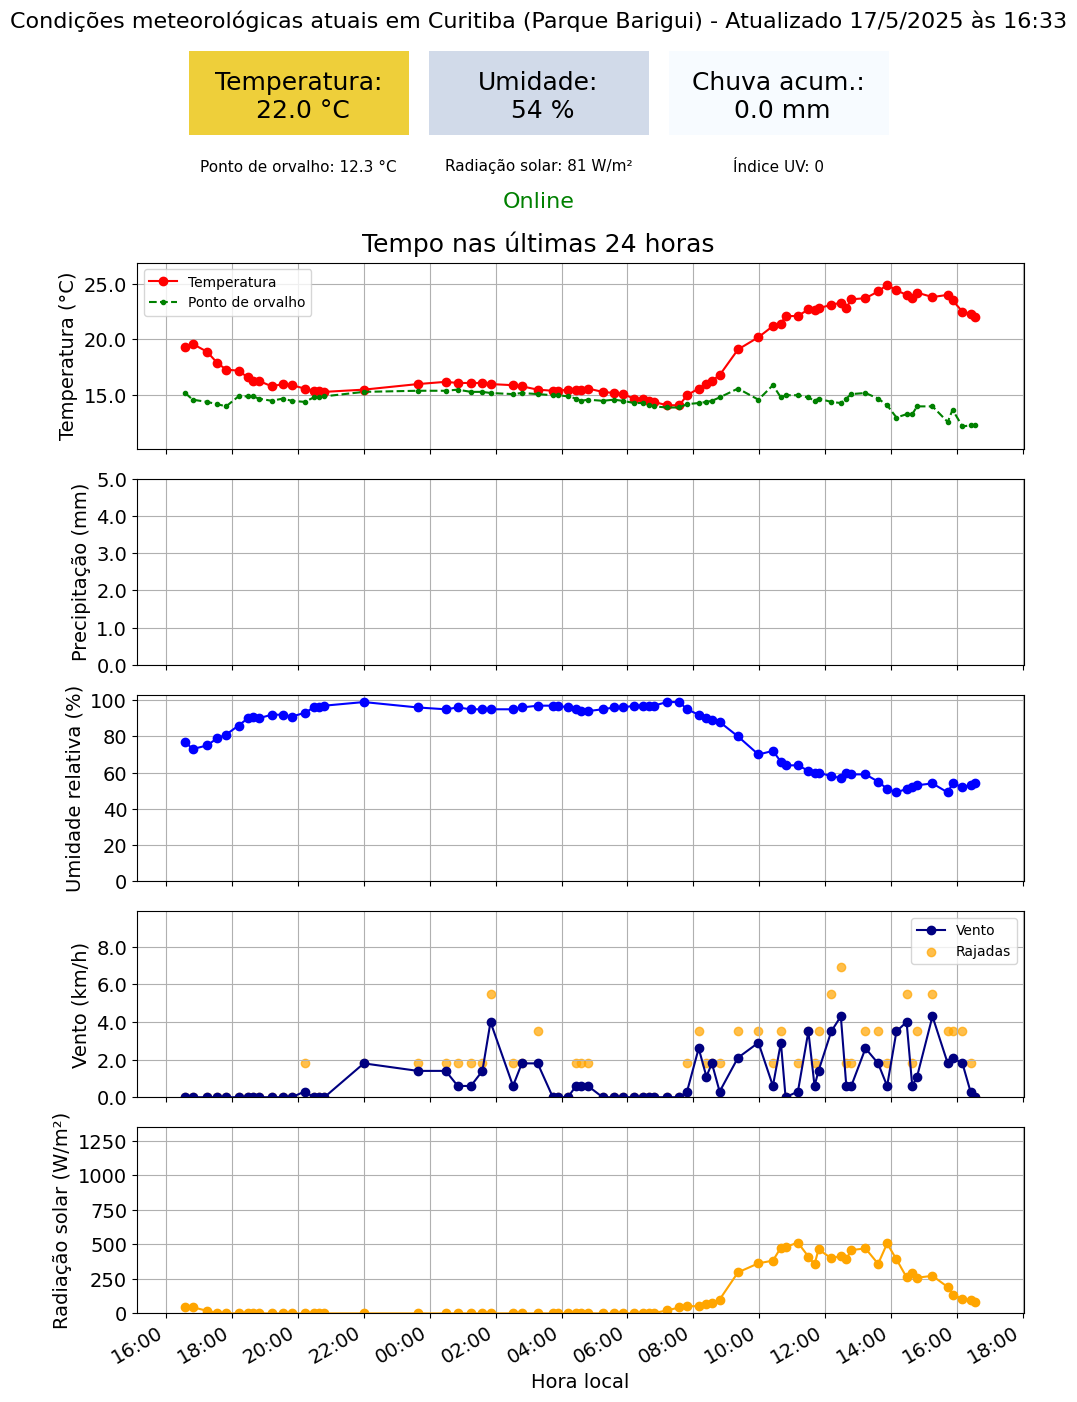 Condições meteorológicas atuais em Curitiba (Parque Barigui) - Atualizado 17/5/2025 às 16:33
Temperatura:
22.0 °C
Umidade:
54 %
Chuva acum.:
0.0 mm
Ponto de orvalho: 12.3 °C
Radiação solar: 81 W/m²
Índice UV: 0
Online
Tempo nas últimas 24 horas
Temperatura (°C)
25.0
20.0
15.0
Temperatura
Ponto de orvalho
Precipitação (mm)
5.0
4.0
3.0
2.0
1.0
0.0
Umidade relativa (%)
100
80
60
40
20
0
Vento (km/h)
8.0
6.0
4.0
2.0
0.0
Vento
Rajadas
Radiação solar (W/m²)
1250
1000
750
500
250
0
16:00
18:00
20:00
22:00
00:00
02:00
04:00
06:00
08:00
10:00
12:00
14:00
16:00
18:00
Hora local